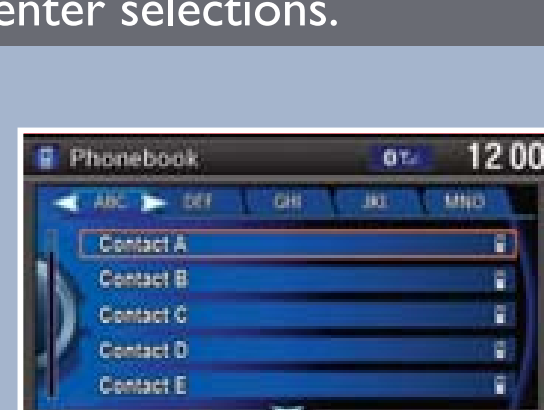 enter selections.
Phonebook 12 00
ABC DEF GHI JKL MNO
Contact A
Contact B
Contact C
Contact D
Contact E